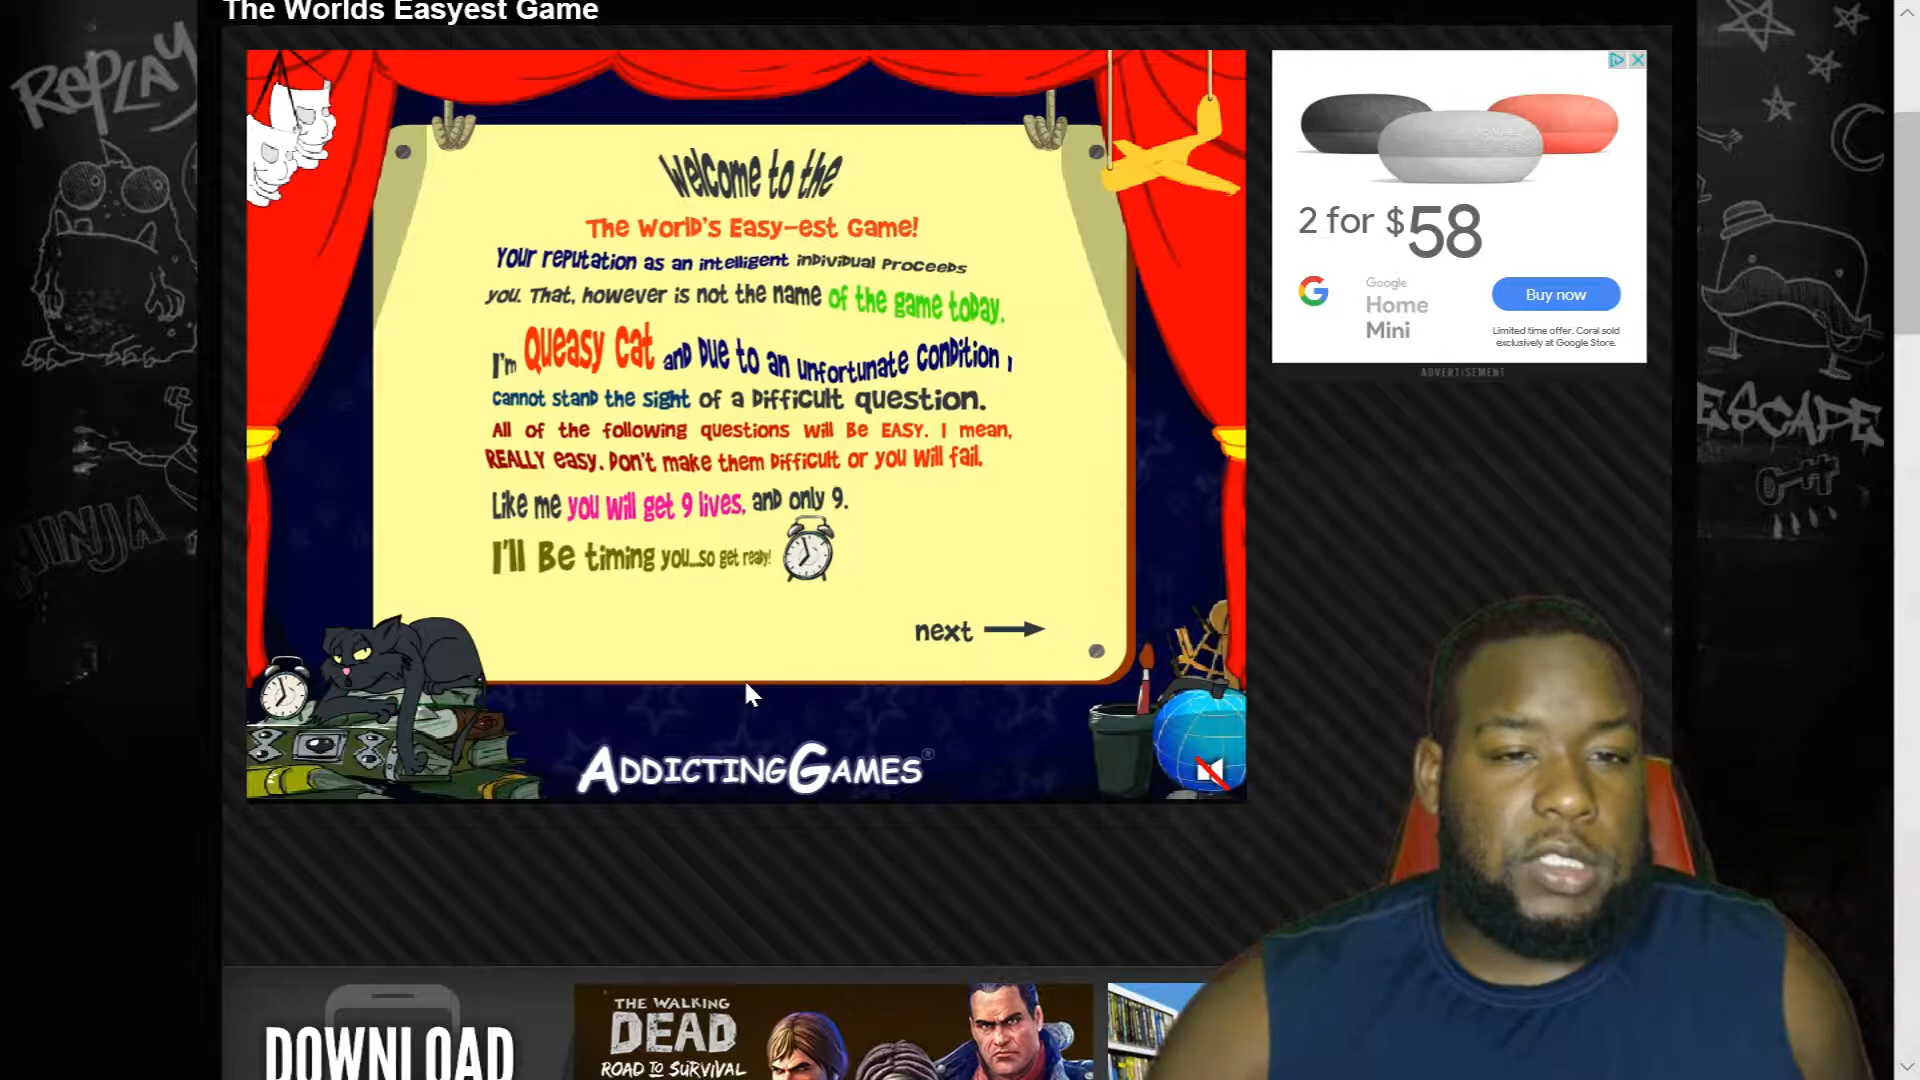 The Worlds Easyest Game
REPLAY
Welcome to the
The World's Easy-est Game!
Your reputation as an intelligent individual proceeds
you. That, however is not the name of the game today.
I'm Queasy Cat and due to an unfortunate condition I
cannot stand the sight of a difficult question.
All of the following questions will be EASY. I mean,
REALLY easy. Don't make them difficult or you will fail.
Like me you will get 9 lives, and only 9.
I'll be timing you...so get ready!
next
ADDICTINGGAMES®
2 for $58
G
Google
Home
Mini
Buy now
Limited time offer. Coral sold
exclusively at Google Store.
ADVERTISEMENT
ESCAPE
NINJA
DOWNLOAD
THE WALKING
DEAD
ROAD TO SURVIVAL